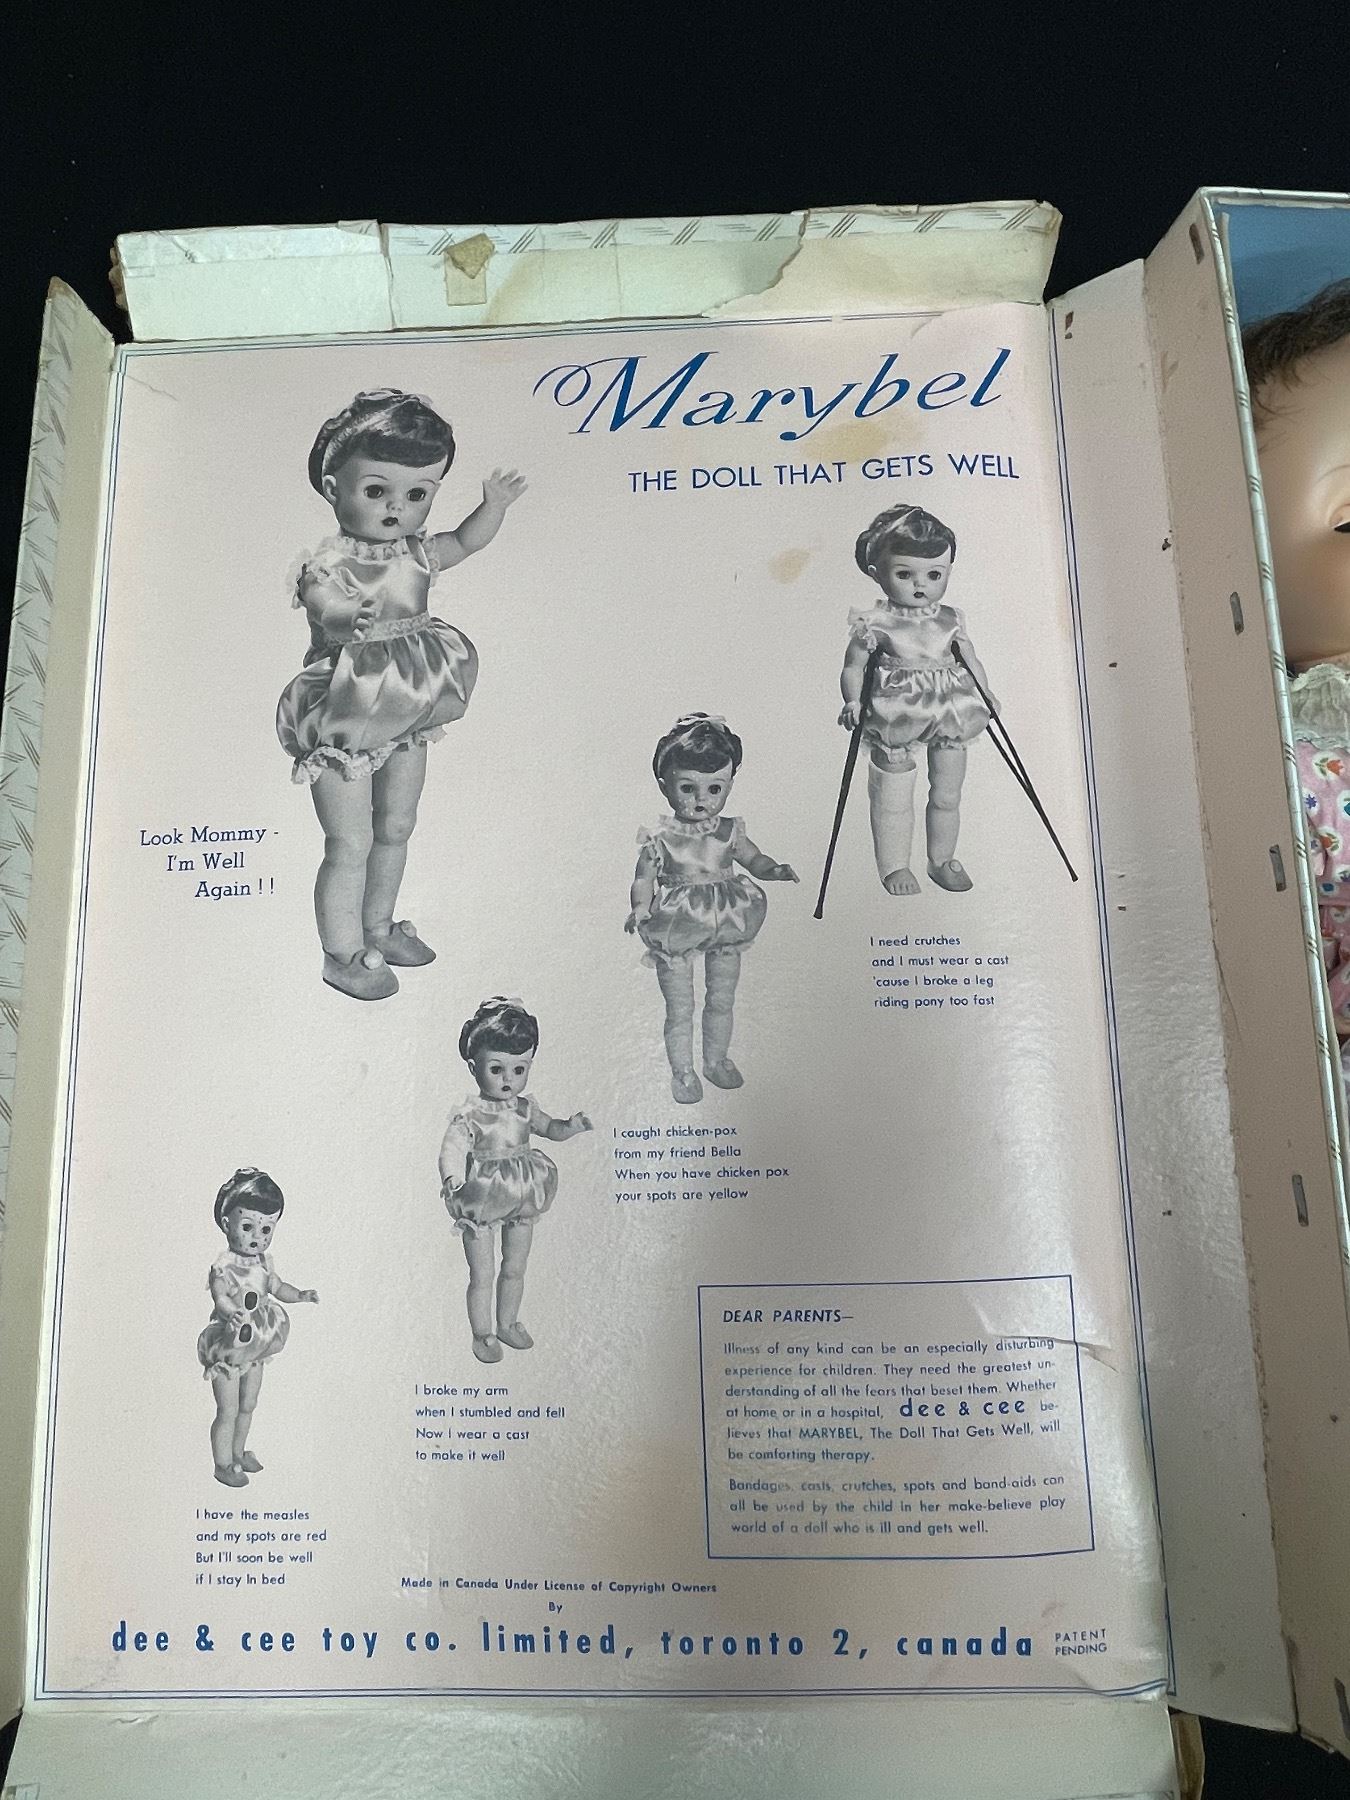 Marybel
THE DOLL THAT GETS WELL
Look Mommy -
I'm Well
Again ! !
I need crutches
and I must wear a cast
'cause I broke a leg
riding pony too fast
I caught chicken-pox
from my friend Bella
When you have chicken pox
your spots are yellow
I broke my arm
when I stumbled and fell
Now I wear a cast
to make it well
I have the measles
and my spots are red
But I'll soon be well
if I stay In bed
DEAR PARENTS—
Illness of any kind can be an especially disturbing
experience for children. They need the greatest un-
derstanding of all the fears that beset them. Whether
at home or in a hospital, dee & cee be-
lieves that MARYBEL, The Doll That Gets Well, will
be comforting therapy.
Bandages, casts, crutches, spots and band-aids can
all be used by the child in her make-believe play
world of a doll who is ill and gets well.
Made in Canada Under License of Copyright Owners
By
dee & cee toy co. limited, toronto 2, canada
PATENT
PENDING